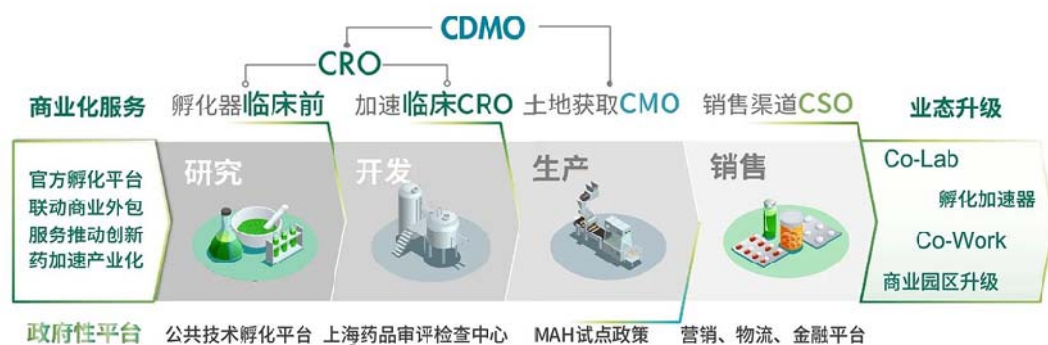 CDMO
CRO
商业化服务
孵化器临床前
加速临床CRO
土地获取CMO
销售渠道CSO
业态升级
官方孵化平台
联动商业外包
服务推动创新
药加速产业化
研究
开发
生产
销售
Co-Lab
孵化加速器
Co-Work
商业园区升级
政府性平台
公共技术孵化平台
上海药品审评检查中心
MAH试点政策
营销、物流、金融平台